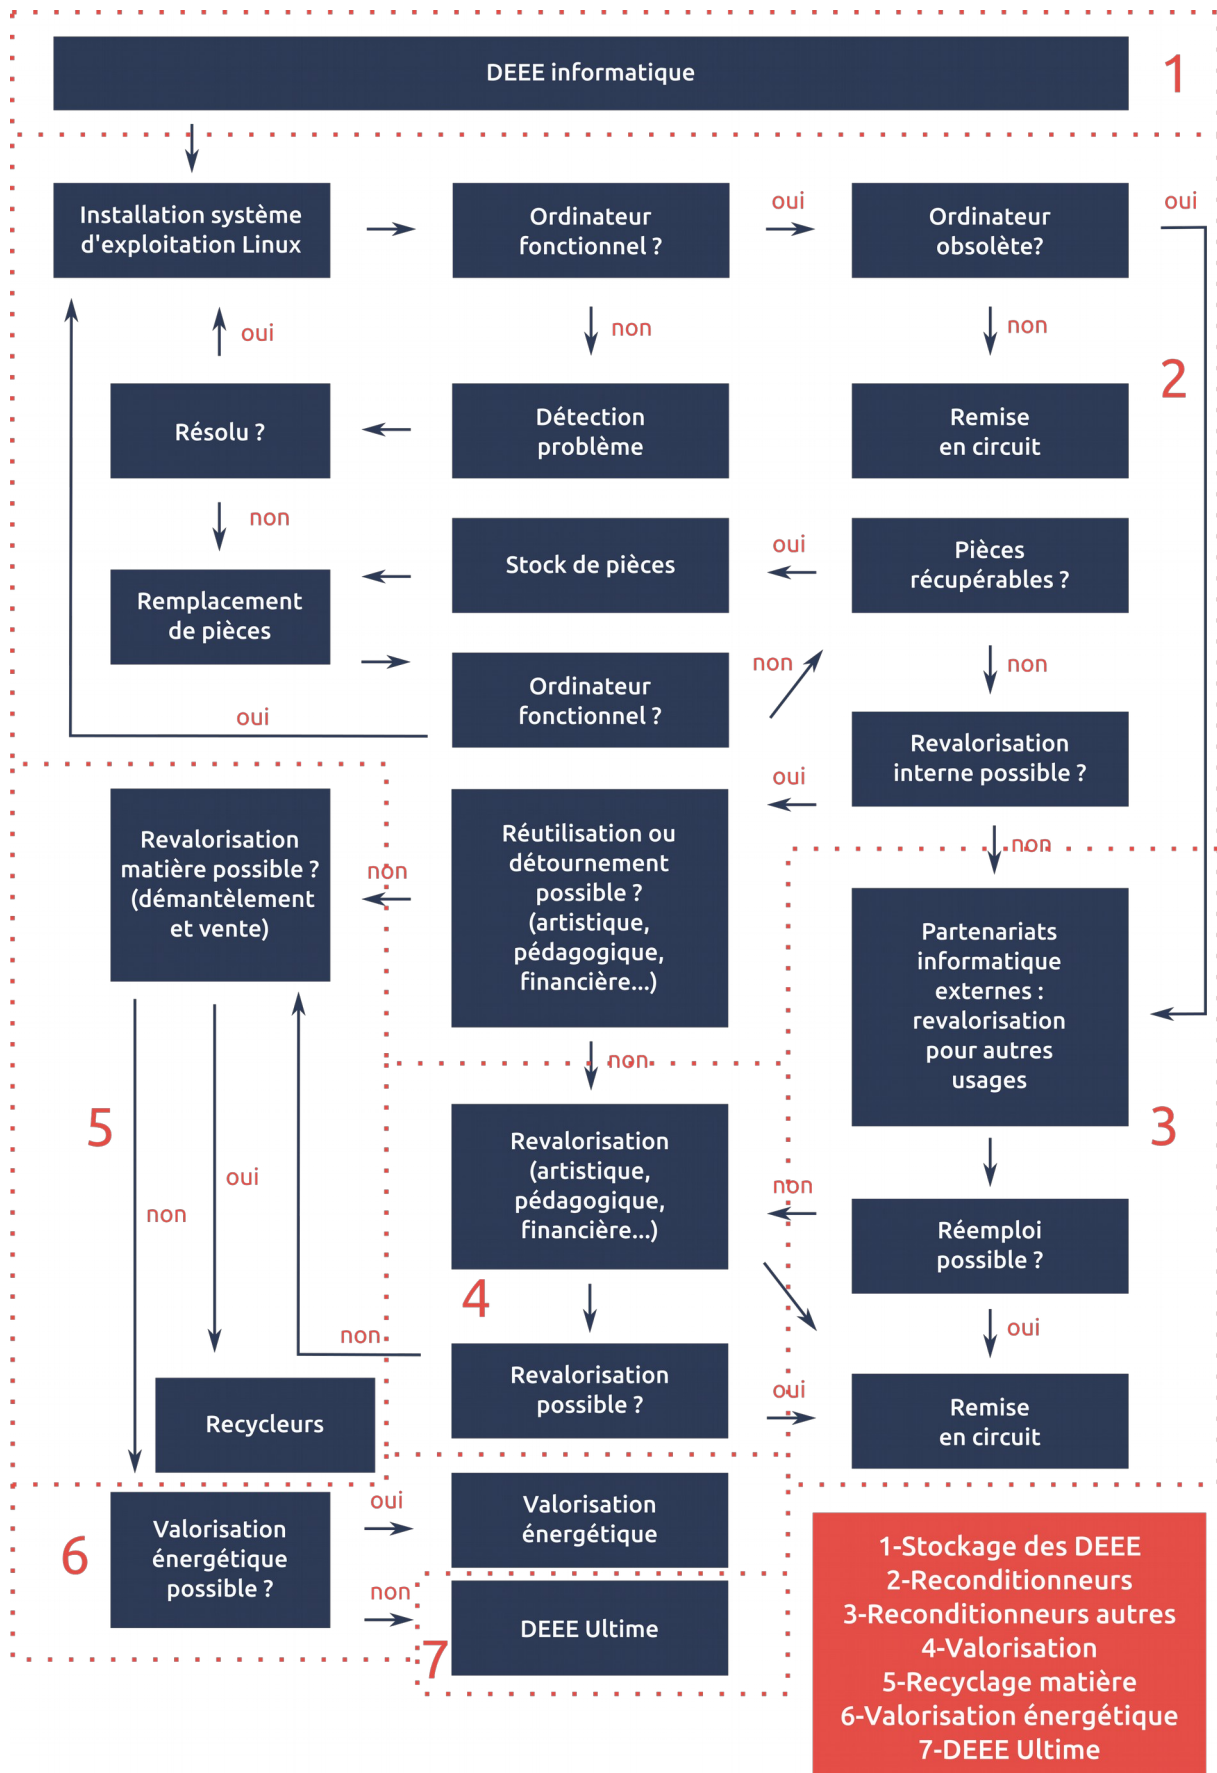 DEEE informatique
1
Installation système
d'exploitation Linux
Ordinateur
fonctionnel ?
oui
Ordinateur
obsolète?
oui
oui
non
non
2
Résolu ?
Détection
problème
Remise
en circuit
non
Remplacement
de pièces
Stock de pièces
oui
Pièces
récupérables ?
Ordinateur
fonctionnel ?
non
non
oui
Revalorisation
interne possible ?
oui
non
Revalorisation
matière possible ?
(démantèlement
et vente)
non
Réutilisation ou
détournement
possible ?
(artistique,
pédagogique,
financière...)
Partenariats
informatique
externes :
revalorisation
pour autres
usages
non
5
3
oui
non
Revalorisation
(artistique,
pédagogique,
financière...)
non
Réemploi
possible ?
4
non
oui
Recycleurs
Revalorisation
possible ?
oui
Remise
en circuit
6
Valorisation
énergétique
possible ?
oui
Valorisation
énergétique
non
7
DEEE Ultime
1-Stockage des DEEE
2-Reconditionneurs
3-Reconditionneurs autres
4-Valorisation
5-Recyclage matière
6-Valorisation énergétique
7-DEEE Ultime